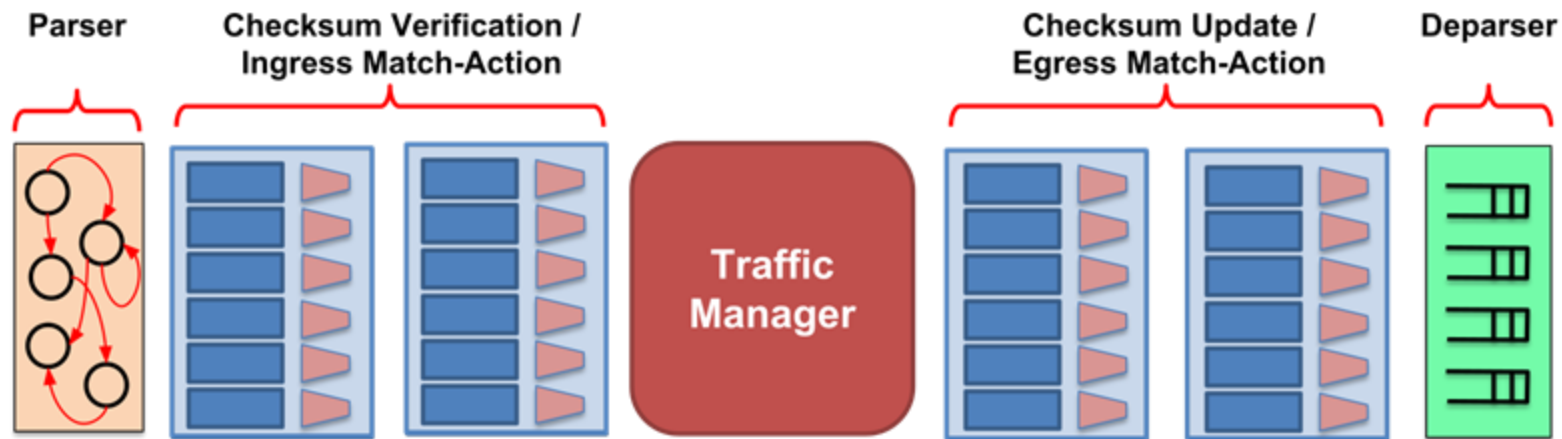 Parser
Checksum Verification /
Ingress Match-Action
Checksum Update /
Egress Match-Action
Deparser
Traffic
Manager